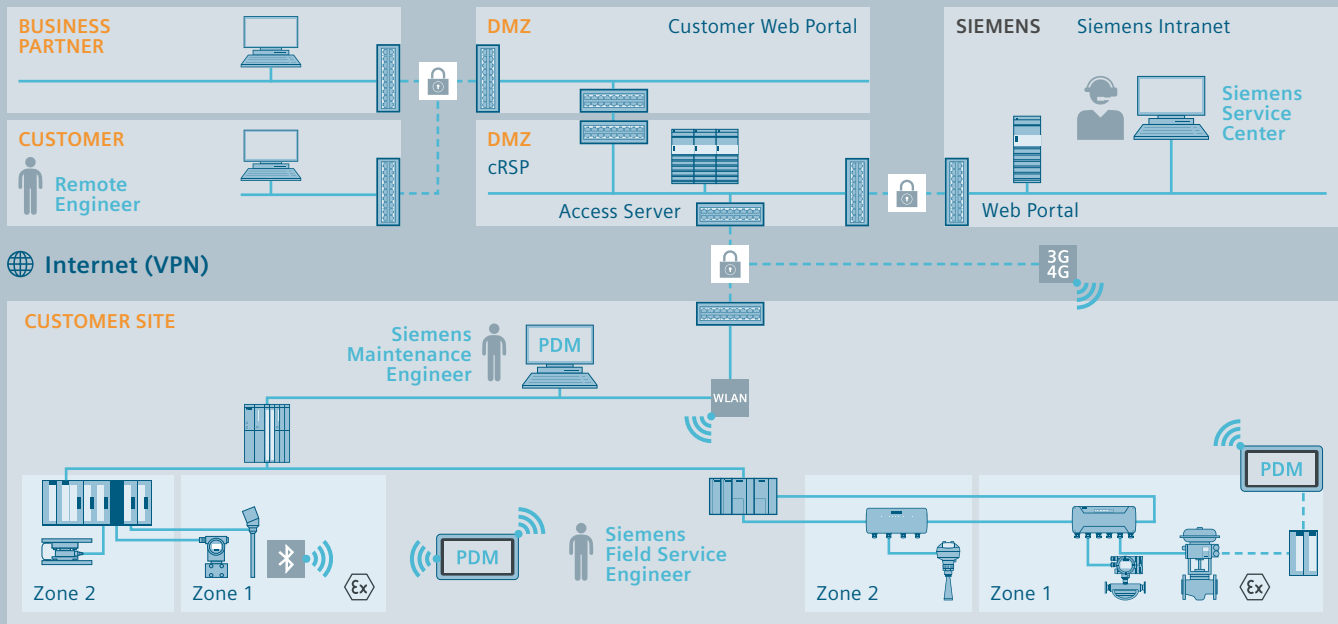 BUSINESS
PARTNER
DMZ
Customer Web Portal
SIEMENS
Siemens Intranet
Siemens
Service
Center
CUSTOMER
Remote
Engineer
DMZ
cRSP
Access Server
Web Portal
Internet (VPN)
3G
4G
CUSTOMER SITE
Siemens
Maintenance
Engineer
PDM
WLAN
PDM
Zone 2
Zone 1
Ex
PDM
Siemens
Field Service
Engineer
Zone 2
Zone 1
Ex